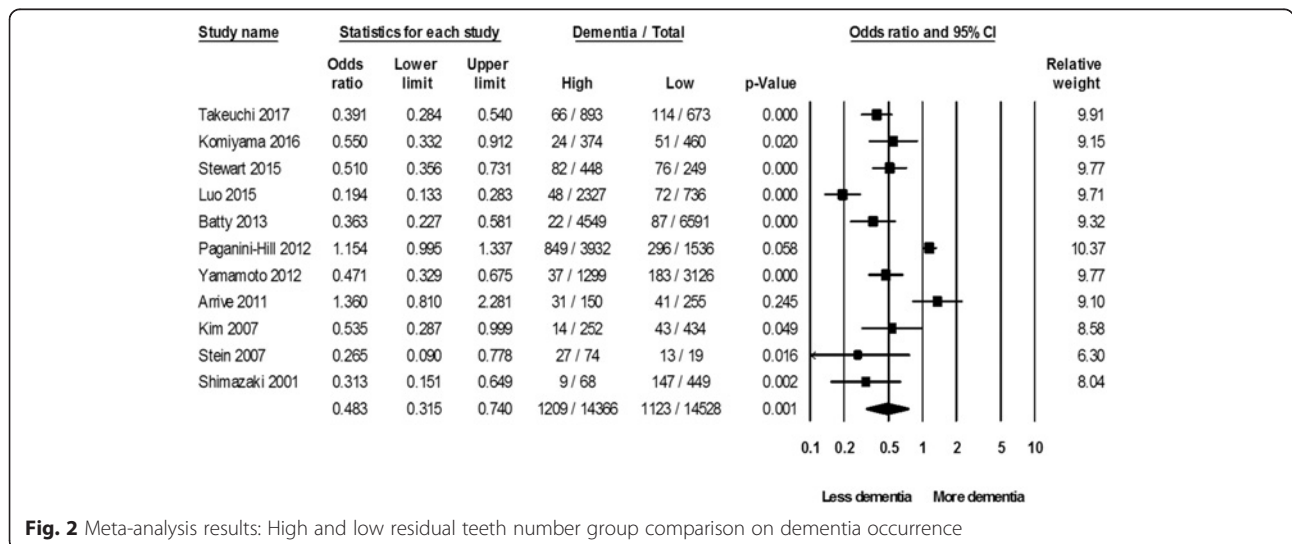 Study name Statistics for each study Dementia / Total Odds ratio and 95% CI
Odds ratio Lower limit Upper limit High Low p-Value Relative weight
Takeuchi 2017 0.391 0.284 0.540 66 / 893 114 / 673 0.000 9.91
Komiyama 2016 0.550 0.332 0.912 24 / 374 51 / 460 0.020 9.15
Stewart 2015 0.510 0.356 0.731 82 / 448 76 / 249 0.000 9.77
Luo 2015 0.194 0.133 0.283 48 / 2327 72 / 736 0.000 9.71
Batty 2013 0.363 0.227 0.581 22 / 4549 87 / 6591 0.000 9.32
Paganini-Hill 2012 1.154 0.995 1.337 849 / 3932 296 / 1536 0.058 10.37
Yamamoto 2012 0.471 0.329 0.675 37 / 1299 183 / 3126 0.000 9.77
Arrive 2011 1.360 0.810 2.281 31 / 150 41 / 255 0.245 9.10
Kim 2007 0.535 0.287 0.999 14 / 252 43 / 434 0.049 8.58
Stein 2007 0.265 0.090 0.778 27 / 74 13 / 19 0.016 6.30
Shimazaki 2001 0.313 0.151 0.649 9 / 68 147 / 449 0.002 8.04
0.483 0.315 0.740 1209 / 14366 1123 / 14528 0.001
0.1 0.2 0.5 1 2 5 10
Less dementia More dementia
Fig. 2 Meta-analysis results: High and low residual teeth number group comparison on dementia occurrence